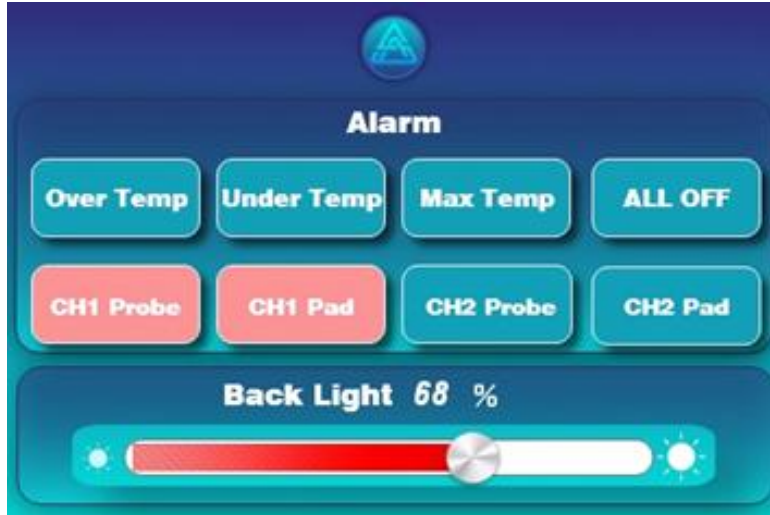 Alarm
Over Temp Under Temp Max Temp ALL OFF
CH1 Probe CH1 Pad CH2 Probe CH2 Pad
Back Light 68 %